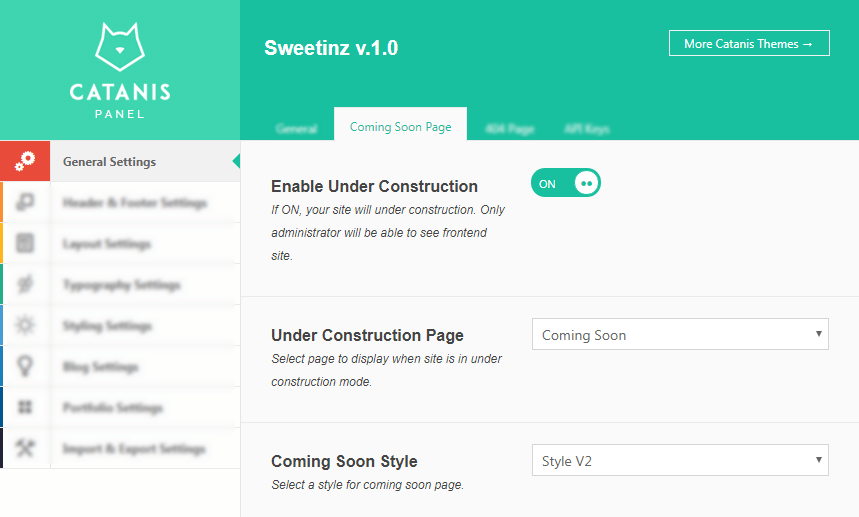 CATANIS
PANEL
Sweetinz v.1.0
More Catanis Themes →
General
Coming Soon Page
404 Page
API Keys
General Settings
Header & Footer Settings
Layout Settings
Typography Settings
Styling Settings
Blog Settings
Portfolio Settings
Import & Export Settings
Enable Under Construction
If ON, your site will under construction. Only
administrator will be able to see frontend
site.
ON
Under Construction Page
Select page to display when site is in under
construction mode.
Coming Soon
Coming Soon Style
Select a style for coming soon page.
Style V2